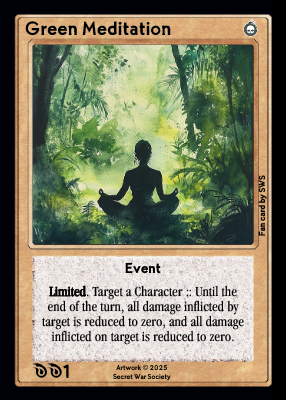 Green Meditation
Fan card by SWS
Event
Limited. Target a Character :: Until the
end of the turn, all damage inflicted by
target is reduced to zero, and all damage
inflicted on target is reduced to zero.
1
Artwork © 2025
Secret War Society